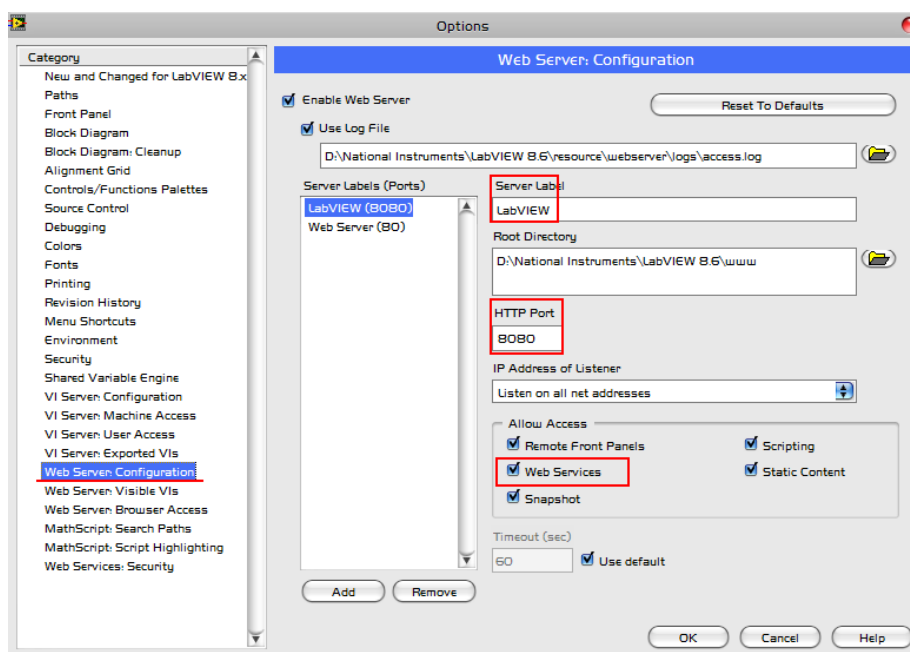 Options
Category
New and Changed for LabVIEW 8.x
Paths
Front Panel
Block Diagram
Block Diagram: Cleanup
Alignment Grid
Controls/Functions Palettes
Source Control
Debugging
Colors
Fonts
Printing
Revision History
Menu Shortcuts
Environment
Security
Shared Variable Engine
VI Server: Configuration
VI Server: Machine Access
VI Server: User Access
VI Server: Exported VIs
Web Server: Configuration
Web Server: Visible VIs
Web Server: Browser Access
MathScript: Search Paths
MathScript: Script Highlighting
Web Services: Security
Web Server: Configuration
Enable Web Server
Reset To Defaults
Use Log File
D:\National Instruments\LabVIEW 8.6\resource\webserver\logs\access.log
Server Labels (Ports)
LabVIEW (8080)
Web Server (80)
Add
Remove
Server Label
LabVIEW
Root Directory
D:\National Instruments\LabVIEW 8.6\www
HTTP Port
8080
IP Address of Listener
Listen on all net addresses
Allow Access
Remote Front Panels
Scripting
Web Services
Static Content
Snapshot
Timeout (sec)
60
Use default
OK
Cancel
Help